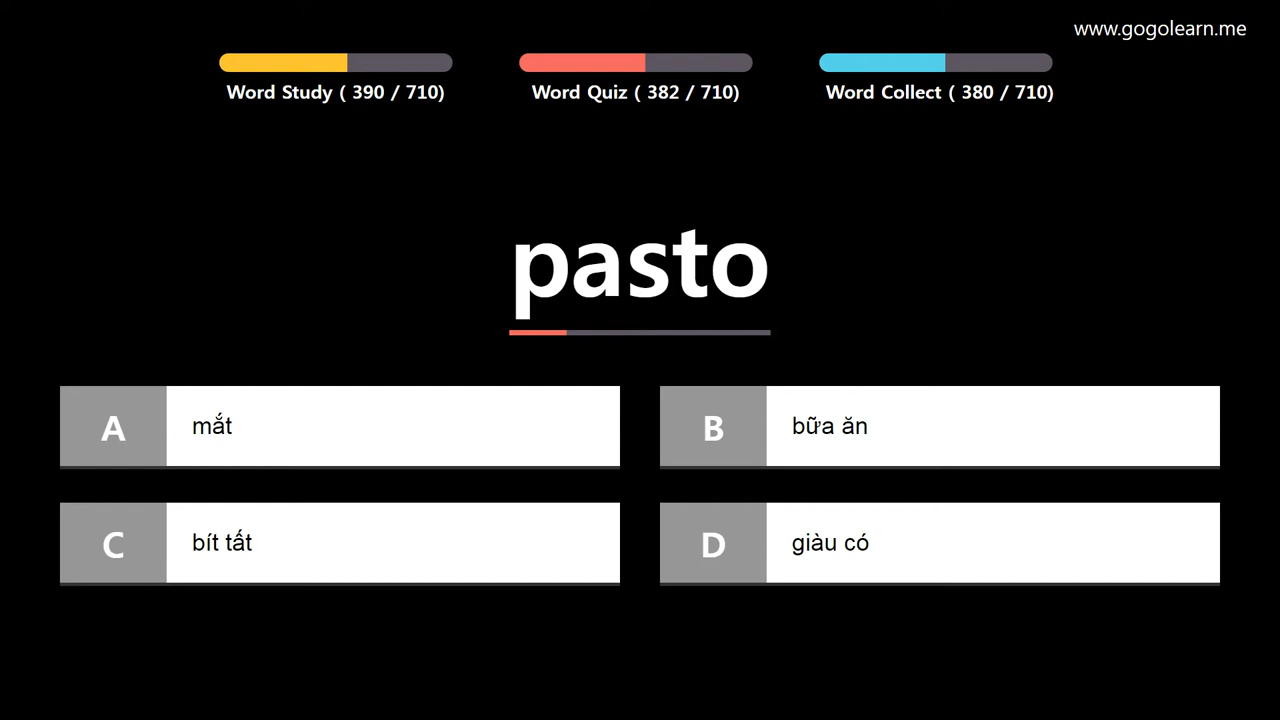 www.gogolearn.me
Word Study ( 390 / 710)
Word Quiz ( 382 / 710)
Word Collect ( 380 / 710)
pasto
A mắt
B bữa ăn
C bít tất
D giàu có